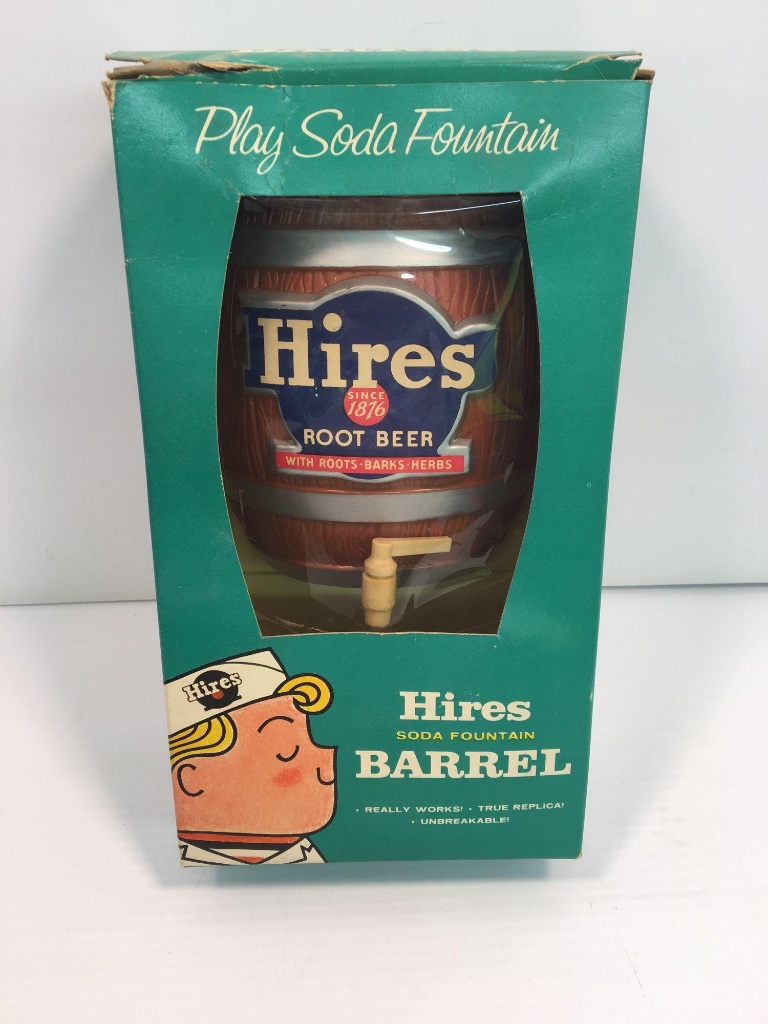 Play Soda Fountain
Hires
SINCE
1876
ROOT BEER
WITH ROOTS·BARKS·HERBS
Hires
Hires
SODA FOUNTAIN
BARREL
· REALLY WORKS! · TRUE REPLICA!
· UNBREAKABLE!